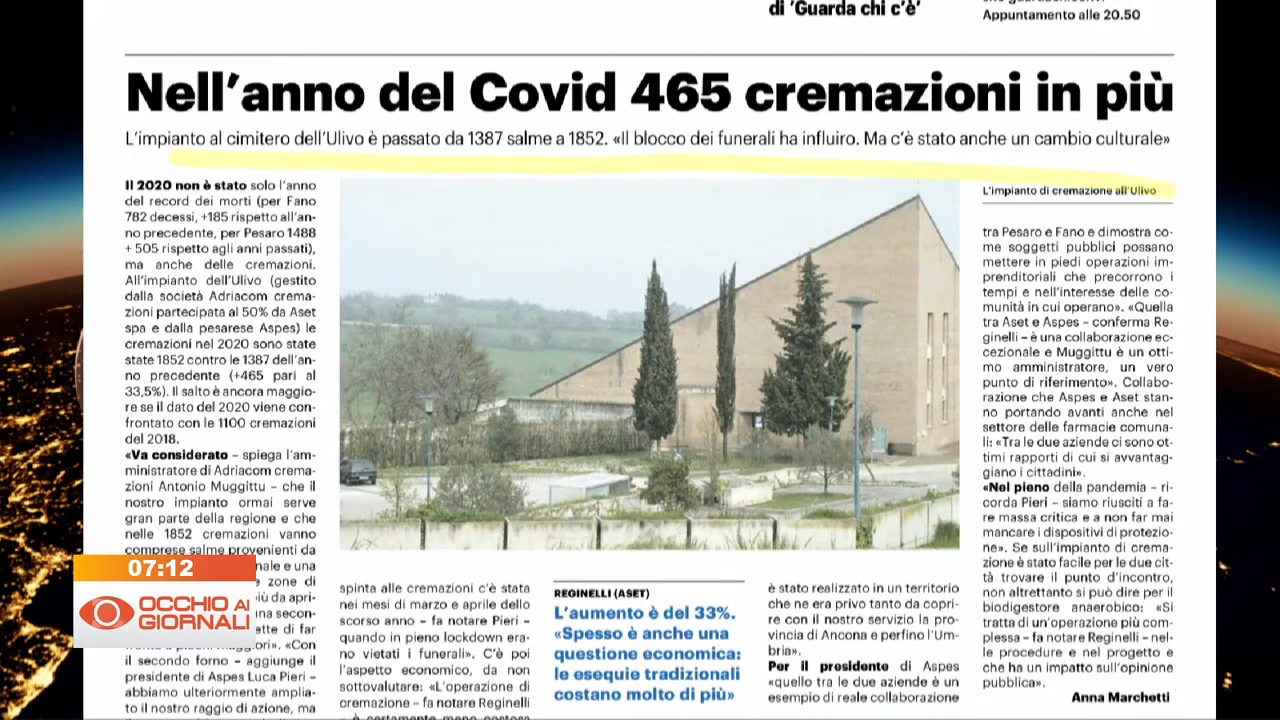 di 'Guarda chi c'è'
Appuntamento alle 20.50
Nell'anno del Covid 465 cremazioni in più
L'impianto al cimitero dell'Ulivo è passato da 1387 salme a 1852. «Il blocco dei funerali ha influiro. Ma c'è stato anche un cambio culturale»
Il 2020 non è stato solo l'anno
del record dei morti (per Fano
782 decessi, +185 rispetto all'an-
no precedente, per Pesaro 1488
+ 505 rispetto agli anni passati),
ma anche delle cremazioni.
All'impianto dell'Ulivo (gestito
dalla società Adriacom crema-
zioni partecipata al 50% da Aset
spa e dalla pesarese Aspes) le
cremazioni nel 2020 sono state
state 1852 contro le 1387 dell'an-
no precedente (+465 pari al
33,5%). Il salto è ancora maggio-
re se il dato del 2020 viene con-
frontato con le 1100 cremazioni
del 2018.
«Va considerato – spiega l'am-
ministratore di Adriacom crema-
zioni Antonio Muggittu – che il
nostro impianto ormai serve
gran parte della regione e che
nelle 1852 cremazioni vanno
comprese salme provenienti da
nale e una
zone di
più da apri-
una secon-
ette di far
«Con
il secondo forno – aggiunge il
presidente di Aspes Luca Pieri –
abbiamo ulteriormente amplia-
to il nostro raggio di azione, ma
spinta alle cremazioni c'è stata
nei mesi di marzo e aprile dello
scorso anno – fa notare Pieri –
quando in pieno lockdown era-
no vietati i funerali». C'è poi
l'aspetto economico, da non
sottovalutare: «L'operazione di
cremazione – fa notare Reginelli
– è certamente meno costosa
REGINELLI (ASET)
L'aumento è del 33%.
«Spesso è anche una
questione economica:
le esequie tradizionali
costano molto di più»
è stato realizzato in un territorio
che ne era privo tanto da copri-
re con il nostro servizio la pro-
vincia di Ancona e perfino l'Um-
bria».
Per il presidente di Aspes
«quello tra le due aziende è un
esempio di reale collaborazione
L'impianto di cremazione all'Ulivo
tra Pesaro e Fano e dimostra co-
me soggetti pubblici possano
mettere in piedi operazioni im-
prenditoriali che precorrono i
tempi e nell'interesse delle co-
munità in cui operano». «Quella
tra Aset e Aspes – conferma Re-
ginelli – è una collaborazione ec-
cezionale e Muggittu è un otti-
mo amministratore, un vero
punto di riferimento». Collabo-
razione che Aspes e Aset stan-
no portando avanti anche nel
settore delle farmacie comuna-
li: «Tra le due aziende ci sono ot-
timi rapporti di cui si avvantag-
giano i cittadini».
«Nel pieno della pandemia – ri-
corda Pieri – siamo riusciti a fa-
re massa critica e a non far mai
mancare i dispositivi di protezio-
ne». Se sull'impianto di crema-
zione è stato facile per le due cit-
tà trovare il punto d'incontro,
non altrettanto si può dire per il
biodigestore anaerobico: «Si
tratta di un'operazione più com-
plessa – fa notare Reginelli – nel-
le procedure e nel progetto e
che ha un impatto sull'opinione
pubblica».
Anna Marchetti
07:12
OCCHIO AI
GIORNALI